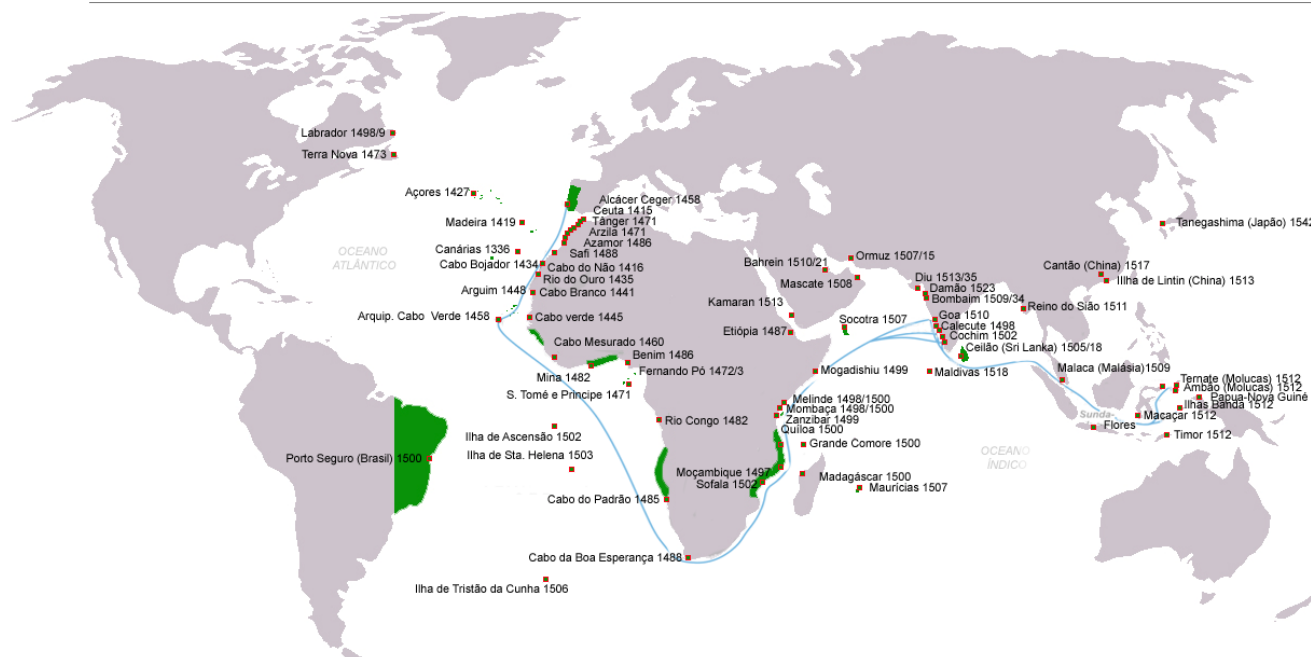 Labrador 1498/9
Terra Nova 1473
Açores 1427
Madeira 1419
Canárias 1336
OCEANO
ATLÂNTICO
Cabo Bojador 1434
Arguim 1448
Arquip. Cabo Verde 1458
Alcácer Ceger 1458
Ceuta 1415
Tânger 1471
Arzila 1471
Azamor 1486
Safi 1488
Cabo do Não 1416
Rio do Ouro 1435
Cabo Branco 1441
Cabo verde 1445
Cabo Mesurado 1460
Benim 1486
Mina 1482
Fernando Pó 1472/3
S. Tomé e Principe 1471
Rio Congo 1482
Ilha de Ascensão 1502
Ilha de Sta. Helena 1503
Porto Seguro (Brasil) 1500
Cabo do Padrão 1485
Cabo da Boa Esperança 1488
Ilha de Tristão da Cunha 1506
Bahrein 1510/21
Ormuz 1507/15
Mascate 1508
Kamaran 1513
Etiópia 1487
Socotra 1507
Mogadishiu 1499
Melinde 1498/1500
Mombaça 1498/1500
Zanzibar 1499
Quíloa 1500
Grande Comore 1500
Moçambique 1497
Sofala 1502
Madagáscar 1500
Maurícias 1507
OCEANO
ÍNDICO
Diu 1513/35
Damão 1523
Bombaim 1509/34
Goa 1510
Calecute 1498
Cochim 1502
Ceilão (Sri Lanka) 1505/18
Maldivas 1518
Reino do Sião 1511
Tanegashima (Japão) 1542
Cantão (China) 1517
Illha de Lintin (China) 1513
Malaca (Malásia)1509
Ternate (Molucas) 1512
Ambão (Molucas) 1512
Papua-Nova Guiné
Ilhas Banda 1512
Maçaçar 1512
Sunda-
Flores
Timor 1512